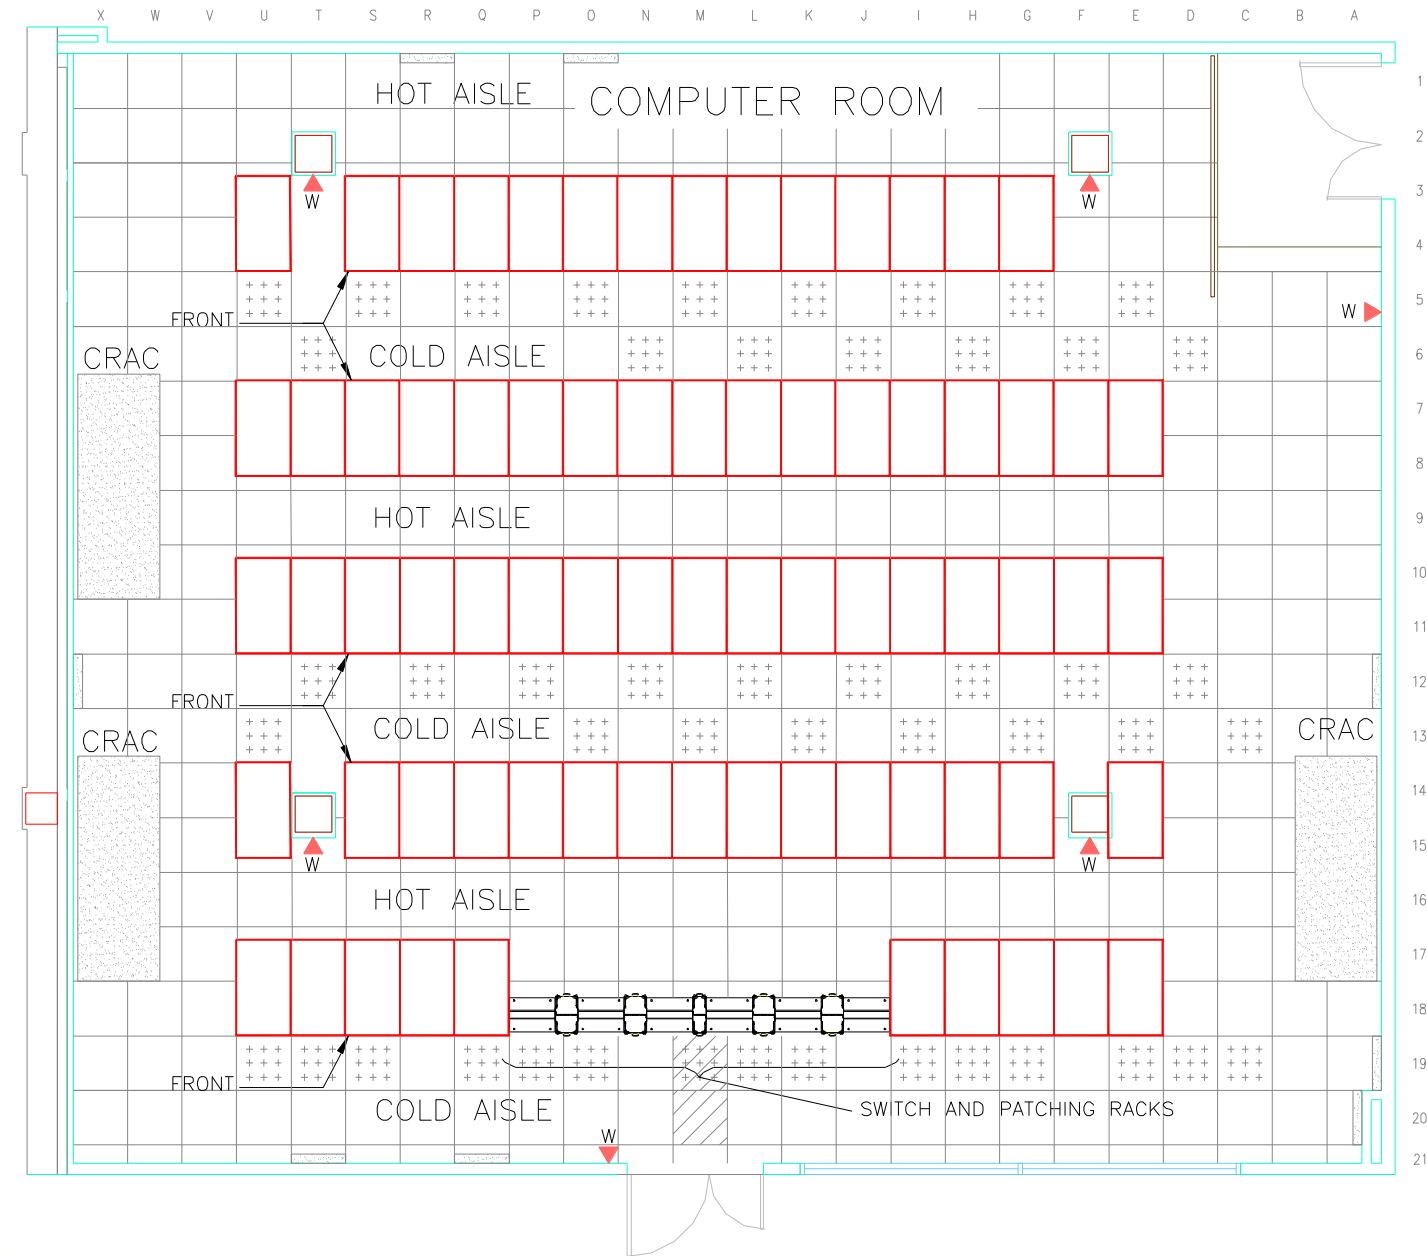 X W V U T S R Q P O N M L K J I H G F E D C B A
HOT AISLE
COMPUTER ROOM
1
2
W
W
3
4
5
FRONT
W
CRAC
COLD AISLE
6
7
8
HOT AISLE
9
10
11
12
FRONT
CRAC
COLD AISLE
CRAC
13
14
W
W
15
HOT AISLE
16
17
18
19
FRONT
COLD AISLE
SWITCH AND PATCHING RACKS
20
W
21